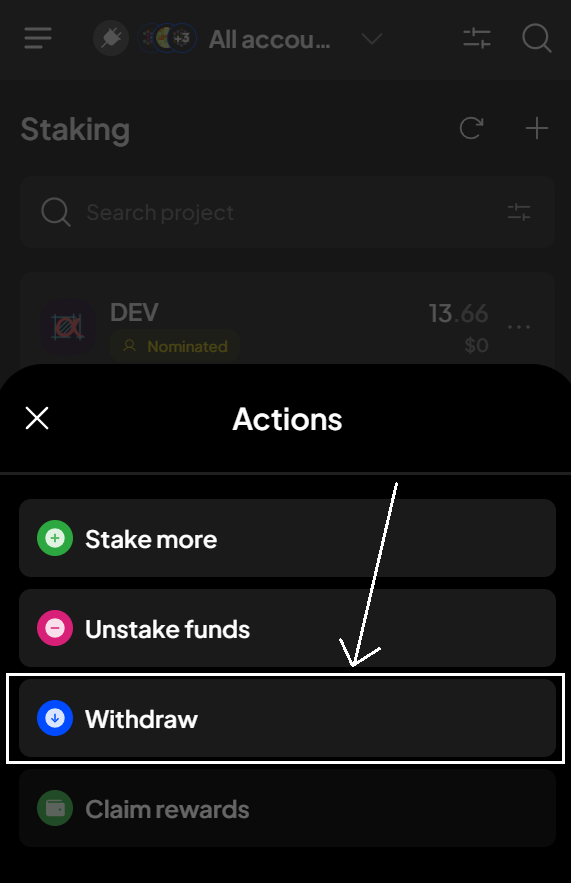 +3 All accou...
Staking
Search project
DEV 13.66
Nominated $0
Actions
Stake more
Unstake funds
Withdraw
Claim rewards